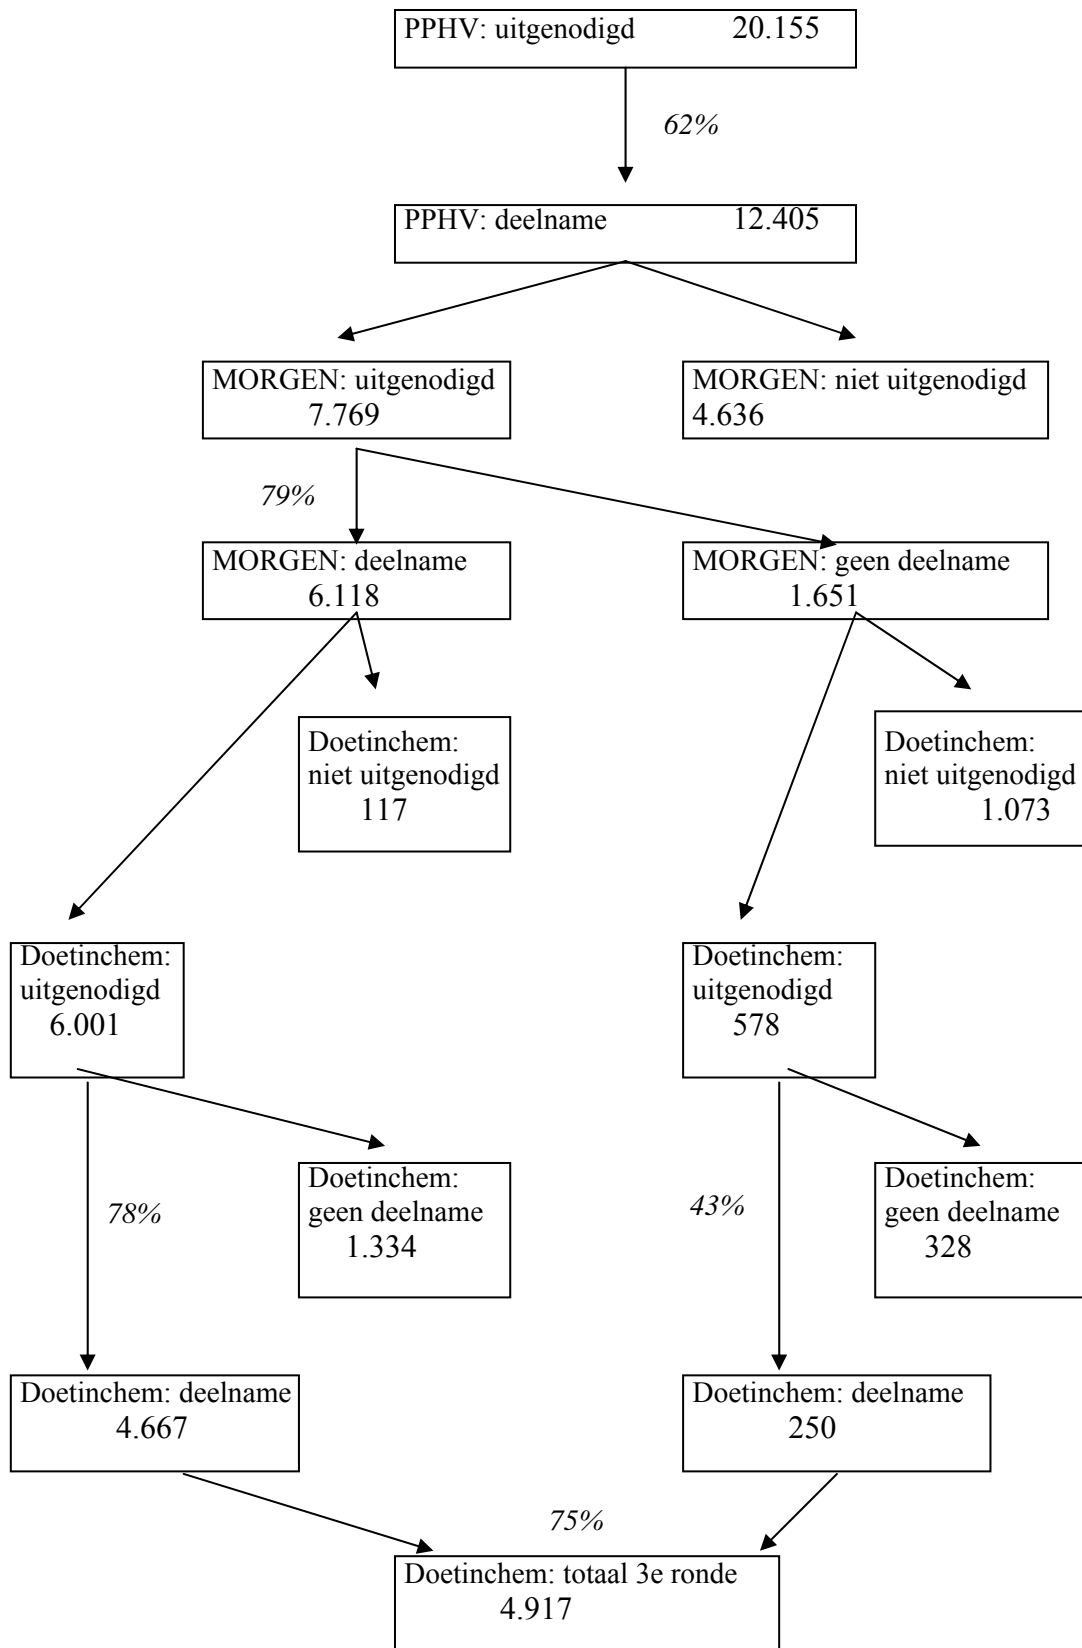 PPHV: uitgenodigd 20.155
62%
PPHV: deelname 12.405
MORGEN: uitgenodigd
7.769
MORGEN: niet uitgenodigd
4.636
79%
MORGEN: deelname
6.118
MORGEN: geen deelname
1.651
Doetinchem:
niet uitgenodigd
117
Doetinchem:
niet uitgenodigd
1.073
Doetinchem:
uitgenodigd
6.001
Doetinchem:
uitgenodigd
578
78%
Doetinchem:
geen deelname
1.334
43%
Doetinchem:
geen deelname
328
Doetinchem: deelname
4.667
Doetinchem: deelname
250
75%
Doetinchem: totaal 3e ronde
4.917